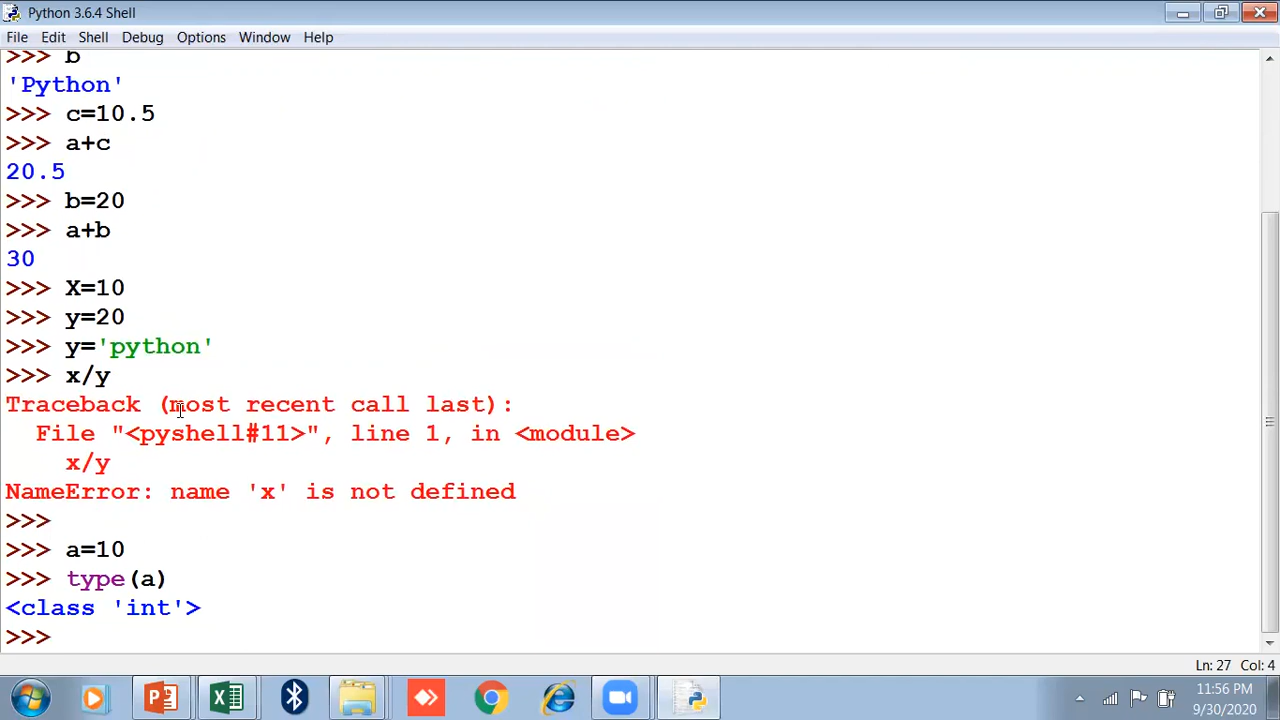 Python 3.6.4 Shell
File Edit Shell Debug Options Window Help
>>> b
'Python'
>>> c=10.5
>>> a+c
20.5
>>> b=20
>>> a+b
30
>>> X=10
>>> y=20
>>> y='python'
>>> x/y
Traceback (most recent call last):
  File "<pyshell#11>", line 1, in <module>
    x/y
NameError: name 'x' is not defined
>>>
>>> a=10
>>> type(a)
<class 'int'>
>>>
Ln: 27 Col: 4
11:56 PM
9/30/2020